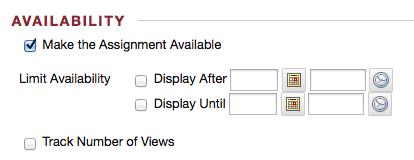 AVAILABILITY
Make the Assignment Available
Limit Availability Display After
Display Until
Track Number of Views